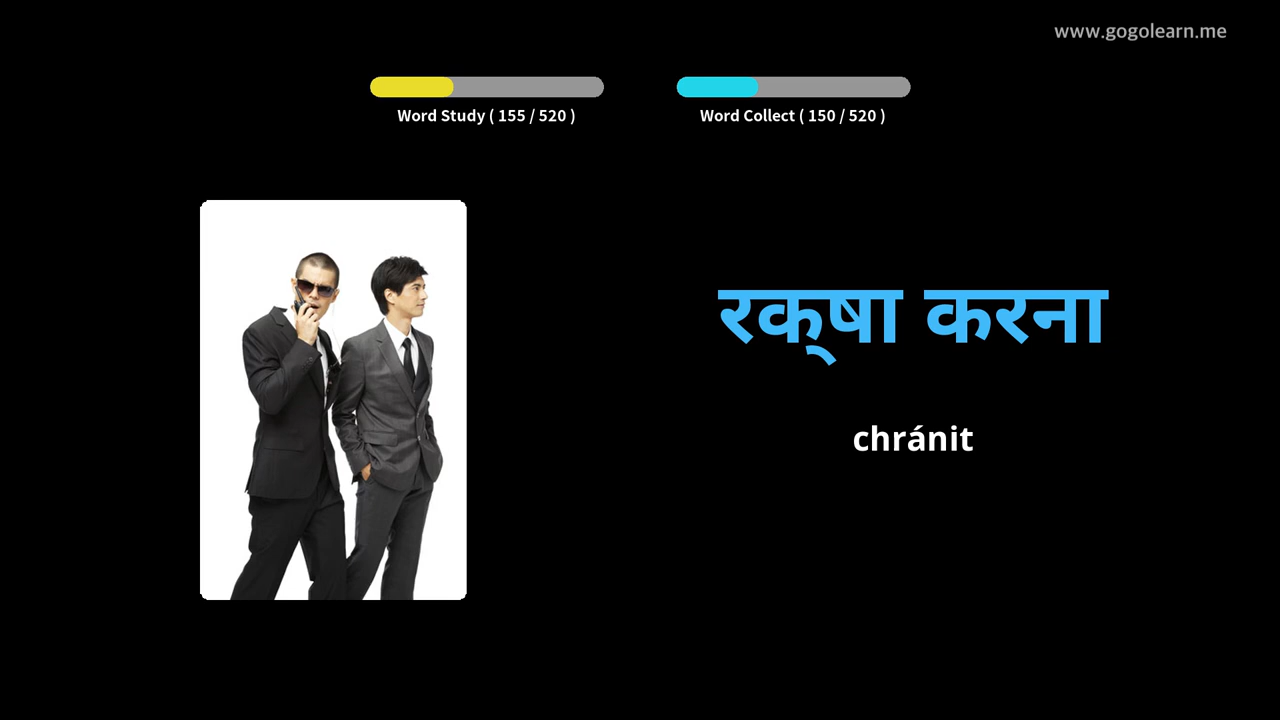 www.gogolearn.me
Word Study ( 155 / 520 )
Word Collect ( 150 / 520 )
रक्षा करना
chránit